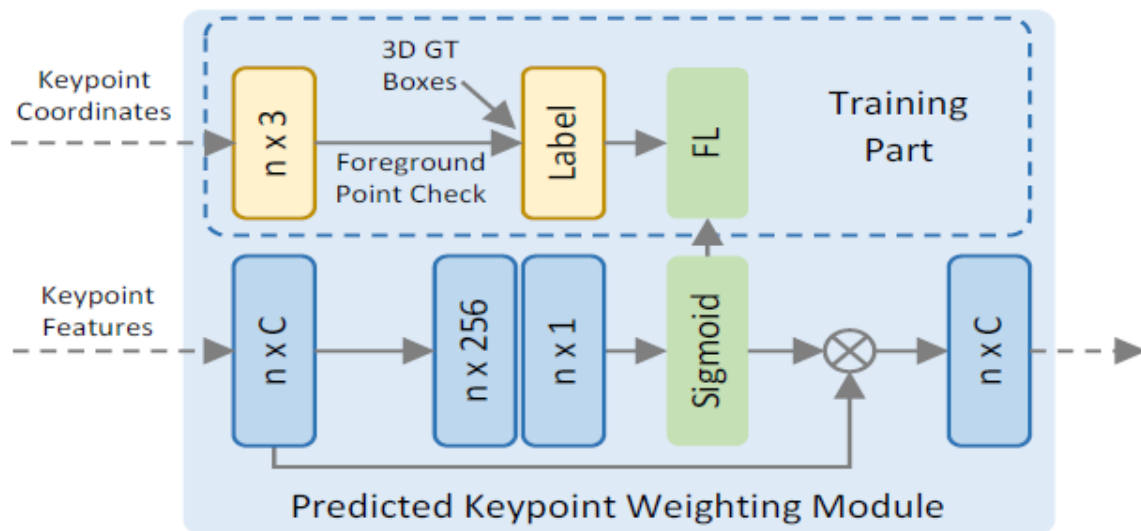 Keypoint
Coordinates
n x 3
3D GT
Boxes
Foreground
Point Check
Label
FL
Training
Part
Keypoint
Features
n x C
n x 256
n x 1
Sigmoid
n x C
Predicted Keypoint Weighting Module